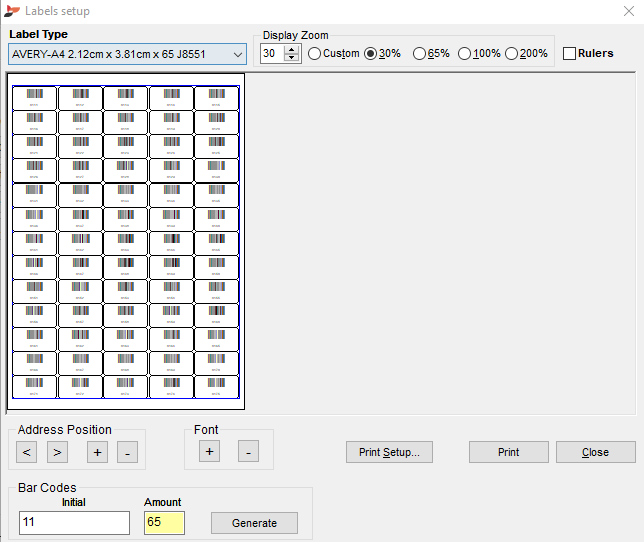 Labels setup
Label Type
Display Zoom
AVERY-A4 2.12cm x 3.81cm x 65 J8551
30
Custom
30%
65%
100%
200%
Rulers
Address Position
Font
<
>
+
-
+
-
Print Setup...
Print
Close
Bar Codes
Initial
Amount
11
65
Generate